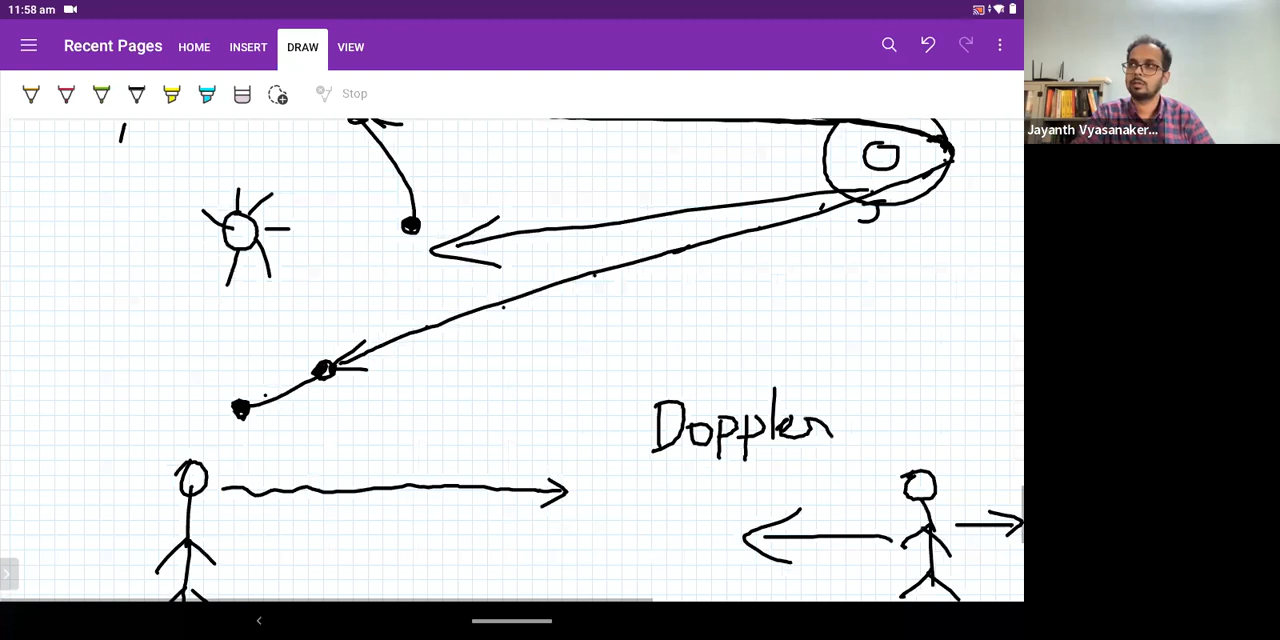 11:58 am
Recent Pages HOME INSERT DRAW VIEW
Stop
Jayanth Vyasanaker...
J
Doppler